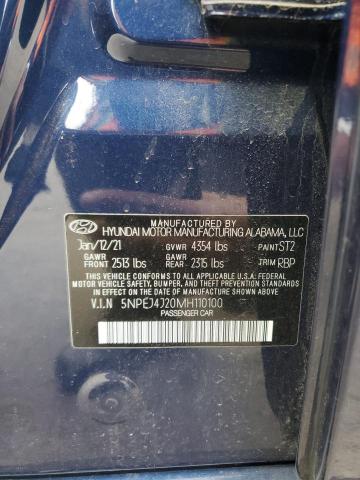 MANUFACTURED BY
HYUNDAI MOTOR MANUFACTURING ALABAMA, LLC
Jan/12/21 GVWR 4354 lbs PAINT ST2
GAWR FRONT 2513 lbs GAWR REAR 2315 lbs TRIM RBP
THIS VEHICLE CONFORMS TO ALL APPLICABLE U.S. FEDERAL
MOTOR VEHICLE SAFETY, BUMPER, AND THEFT PREVENTION
STANDARDS IN EFFECT ON THE DATE OF MANUFACTURE SHOWN ABOVE.
V.I.N 5NPEJ4J20MH110100
PASSENGER CAR